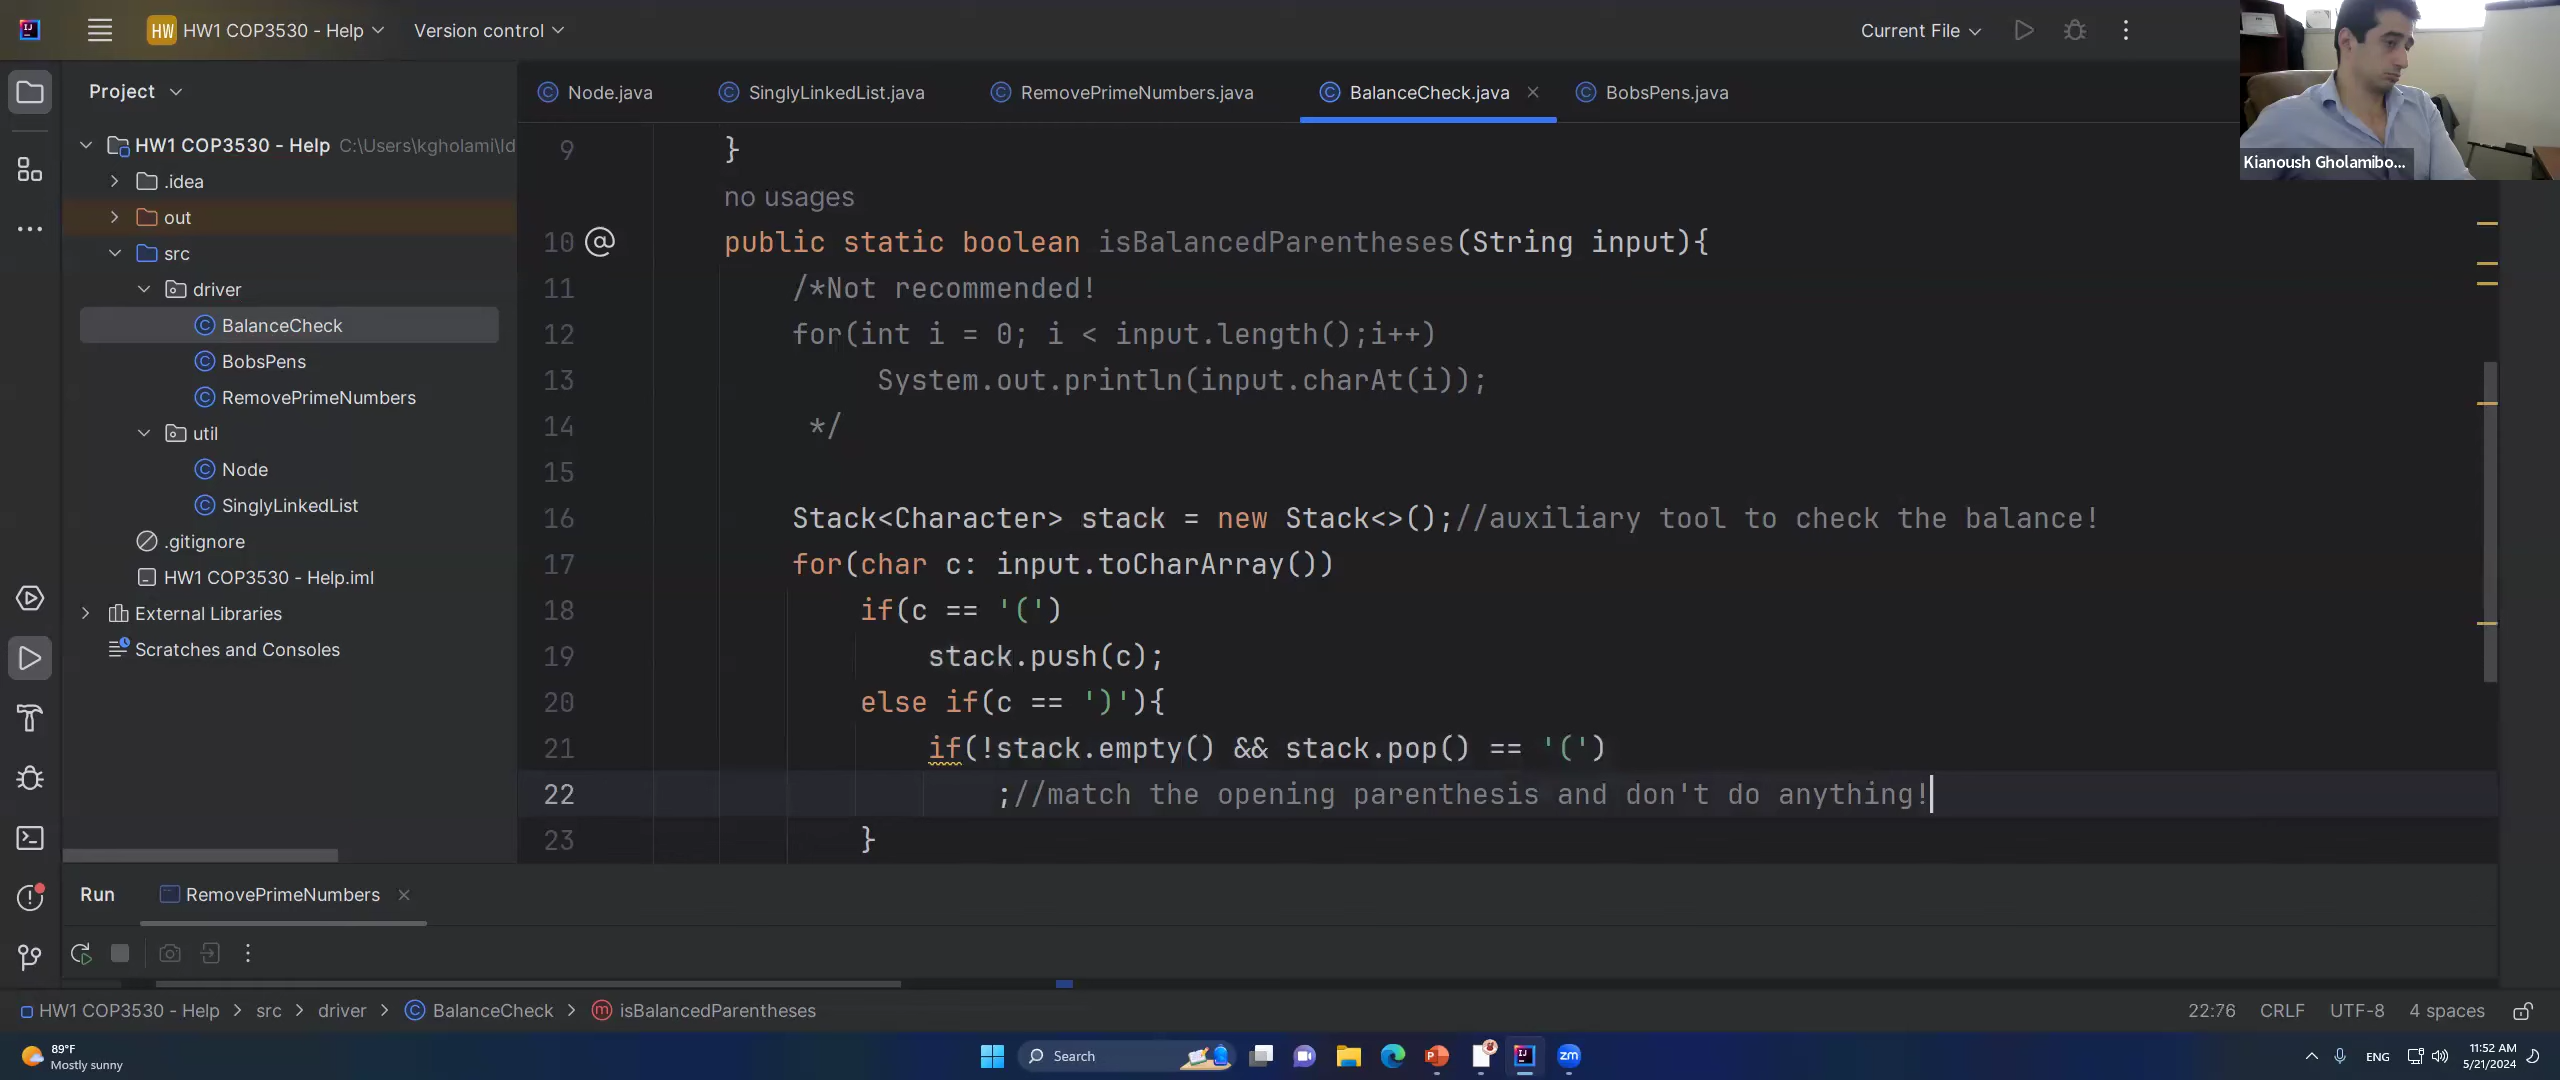 HW HW1 COP3530 - Help Version control Current File
Project
Node.java SinglyLinkedList.java RemovePrimeNumbers.java BalanceCheck.java BobsPens.java
Kianoush Gholamibo...
HW1 COP3530 - Help C:\Users\kgholami\Id
.idea
out
src
driver
BalanceCheck
BobsPens
RemovePrimeNumbers
util
Node
SinglyLinkedList
.gitignore
HW1 COP3530 - Help.iml
External Libraries
Scratches and Consoles
9 }
no usages
10 @ public static boolean isBalancedParentheses(String input){
11 /*Not recommended!
12 for(int i = 0; i < input.length();i++)
13 System.out.println(input.charAt(i));
14 */
15
16 Stack<Character> stack = new Stack<>();//auxiliary tool to check the balance!
17 for(char c: input.toCharArray())
18 if(c == '(')
19 stack.push(c);
20 else if(c == ')'){
21 if(!stack.empty() && stack.pop() == '(')
22 ;//match the opening parenthesis and don't do anything!
23 }
Run RemovePrimeNumbers
HW1 COP3530 - Help > src > driver > BalanceCheck > isBalancedParentheses 22:76 CRLF UTF-8 4 spaces
89°F
Mostly sunny
Search
zm
ENG
11:52 AM
5/21/2024